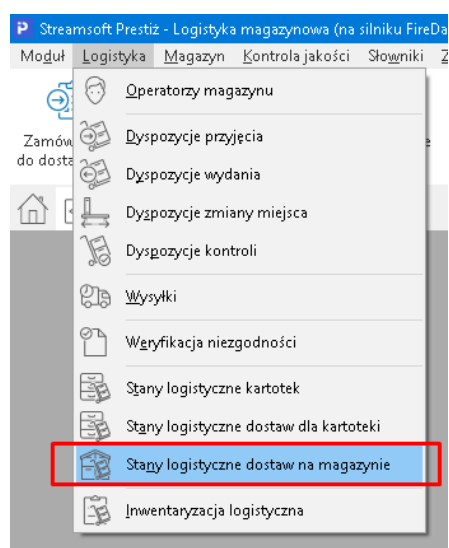 Streamsoft Prestiż - Logistyka magazynowa (na silniku FireDa
Moduł Logistyka Magazyn Kontrola jakości Słowniki
Operatorzy magazynu
Dyspozycje przyjęcia
Zamów
do dosta
Dyspozycje wydania
Dyspozycje zmiany miejsca
Dyspozycje kontroli
Wysyłki
Weryfikacja niezgodności
Stany logistyczne kartotek
Stany logistyczne dostaw dla kartoteki
Stany logistyczne dostaw na magazynie
Inwentaryzacja logistyczna